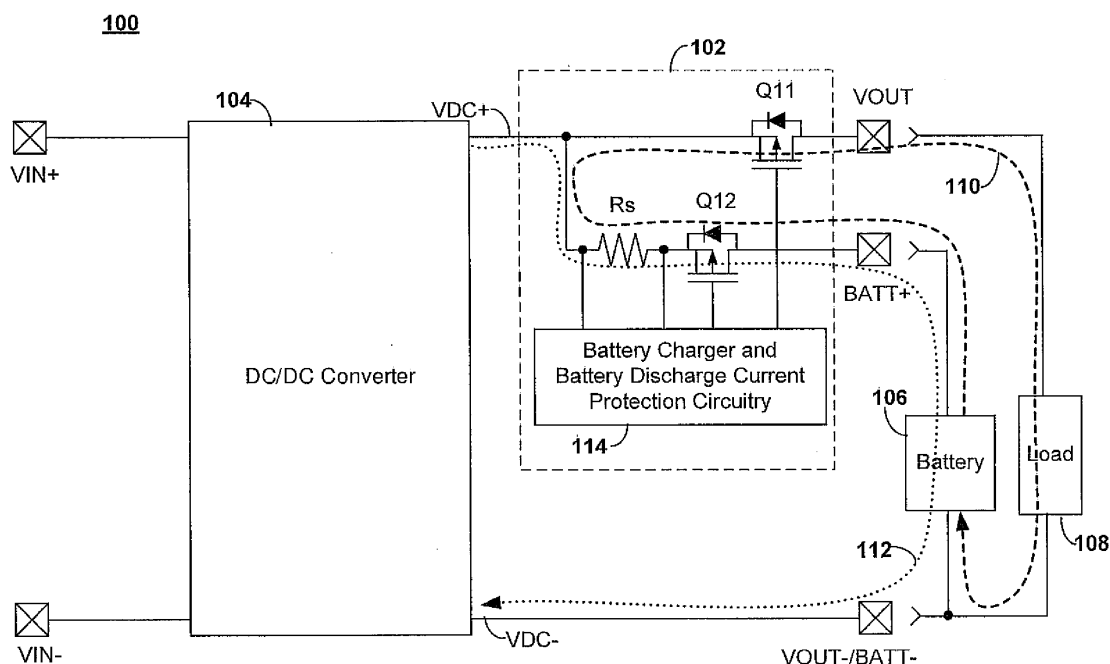 100
102
104
Q11
VOUT
VDC+
VIN+
110
Rs
Q12
BATT+
DC/DC Converter
Battery Charger and
Battery Discharge Current
Protection Circuitry
114
106
Battery
Load
108
112
VDC-
VIN-
VOUT-/BATT-